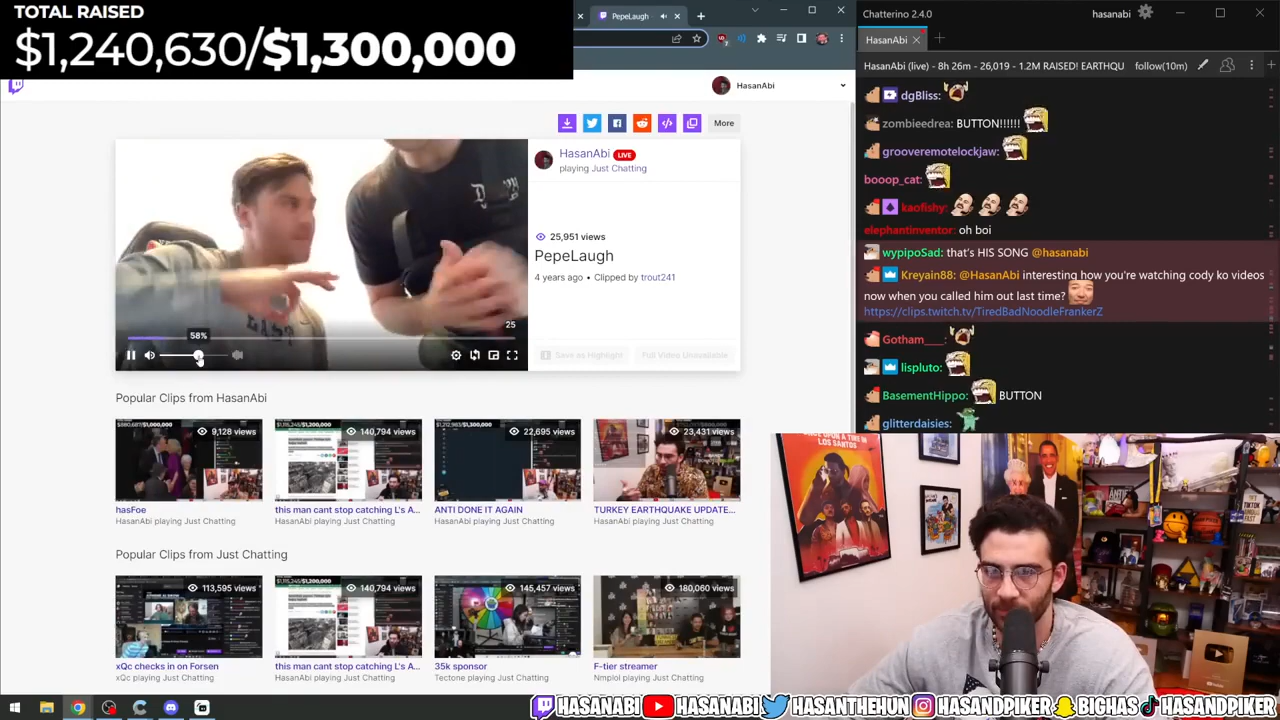 TOTAL RAISED
$1,240,630/$1,300,000
PepeLaugh
Chatterino 2.4.0
hasanabi
HasanAbi
HasanAbi (live) - 8h 26m - 26,019 - 1.2M RAISED! EARTHQU
follow(10m)
HasanAbi
More
HasanAbi LIVE
playing Just Chatting
25,951 views
PepeLaugh
4 years ago • Clipped by trout241
58%
25
Save as Highlight
Full Video Unavailable
dgBliss:
zombieedrea: BUTTON!!!!!!
grooveremotelockjaw:
booop_cat:
kaofishy:
elephantinventor: oh boi
wypipoSad: that's HIS SONG @hasanabi
Kreyain88: @HasanAbi interesting how you're watching cody ko videos
now when you called him out last time?
https://clips.twitch.tv/TiredBadNoodleFrankerZ
Gotham____:
lispluto:
BasementHippo: BUTTON
glitterdaisies:
Popular Clips from HasanAbi
9,128 views
140,794 views
22,695 views
23,431 views
hasFoe
this man cant stop catching L's A...
ANTI DONE IT AGAIN
TURKEY EARTHQUAKE UPDATE...
HasanAbi playing Just Chatting
HasanAbi playing Just Chatting
HasanAbi playing Just Chatting
HasanAbi playing Just Chatting
Popular Clips from Just Chatting
113,595 views
140,794 views
145,457 views
180,060 views
xQc checks in on Forsen
this man cant stop catching L's A...
35k sponsor
F-tier streamer
xQc playing Just Chatting
HasanAbi playing Just Chatting
Tectone playing Just Chatting
Nmplol playing Just Chatting
LOS SANTOS
HASANABI
HASANABI
HASANTHEHUN
HASANDPIKER
BIGHAS
HASANDPIKER